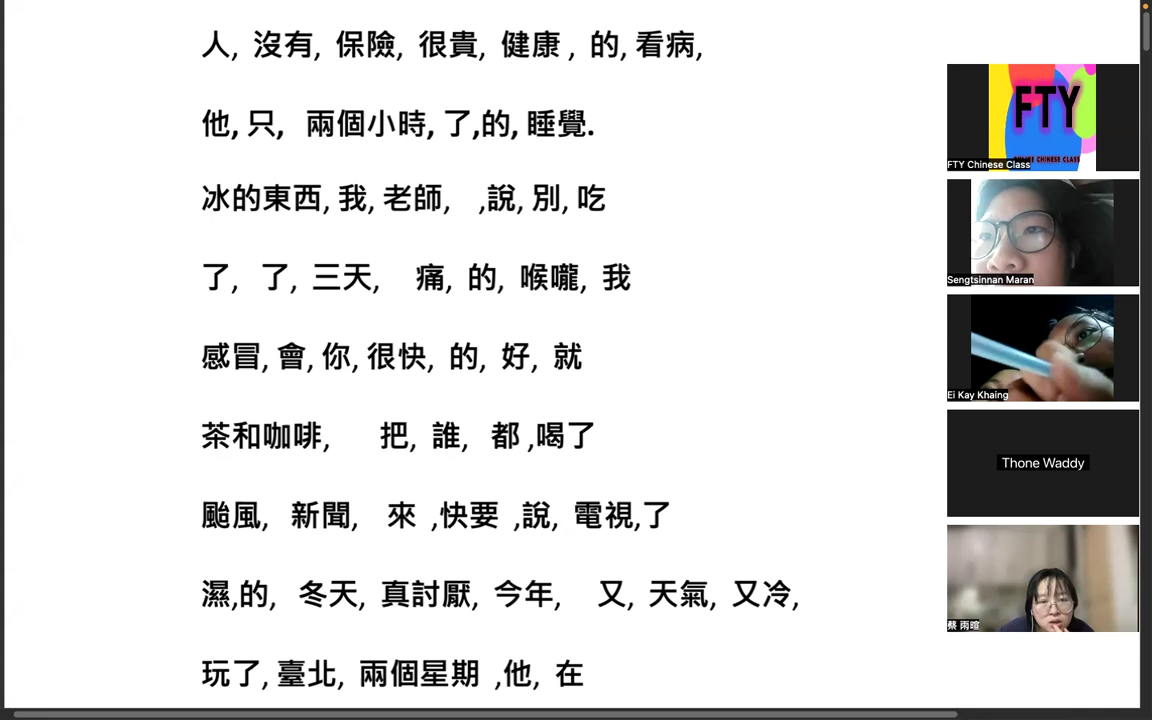 人, 沒有, 保險, 很貴, 健康 , 的, 看病,
他, 只, 兩個小時, 了,的, 睡覺.
冰的東西, 我, 老師, ,說, 別, 吃
了, 了, 三天, 痛, 的, 喉嚨, 我
感冒, 會, 你, 很快, 的, 好, 就
茶和咖啡, 把, 誰, 都 ,喝了
颱風, 新聞, 來 ,快要 ,說, 電視,了
濕,的, 冬天, 真討厭, 今年, 又, 天氣, 又冷,
玩了, 臺北, 兩個星期 ,他, 在
FTY
CHINESE CLASS
FTY Chinese Class
Sengtsinnan Maran
Ei Kay Khaing
Thone Waddy
蔡 雨暄